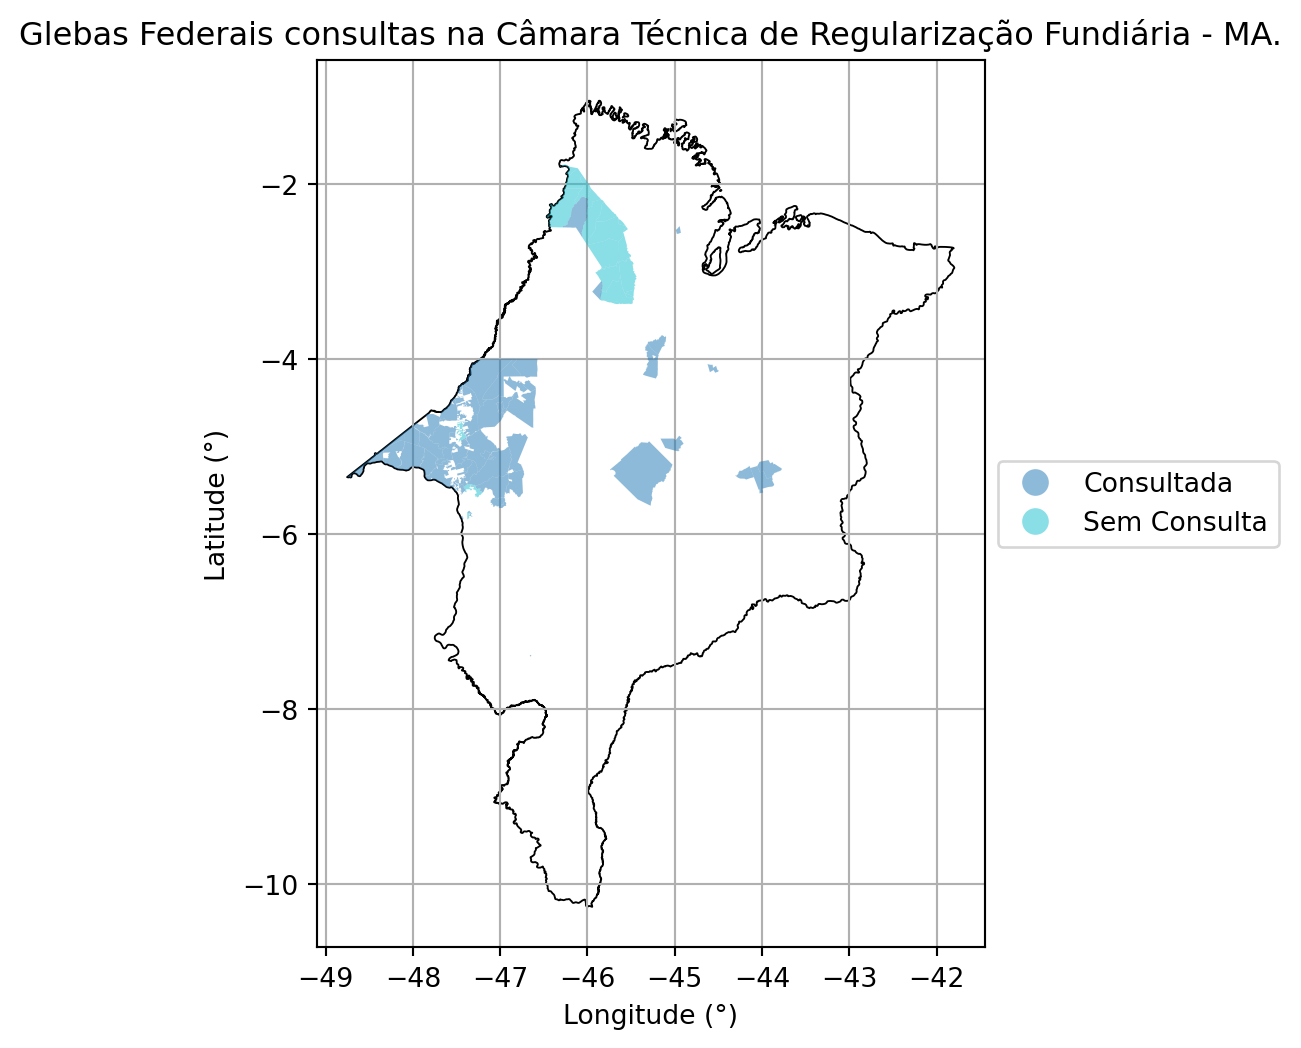 Glebas Federais consultas na Câmara Técnica de Regularização Fundiária - MA.
−2
−4
−6
−8
−10
Latitude (°)
−49 −48 −47 −46 −45 −44 −43 −42
Longitude (°)
Consultada
Sem Consulta